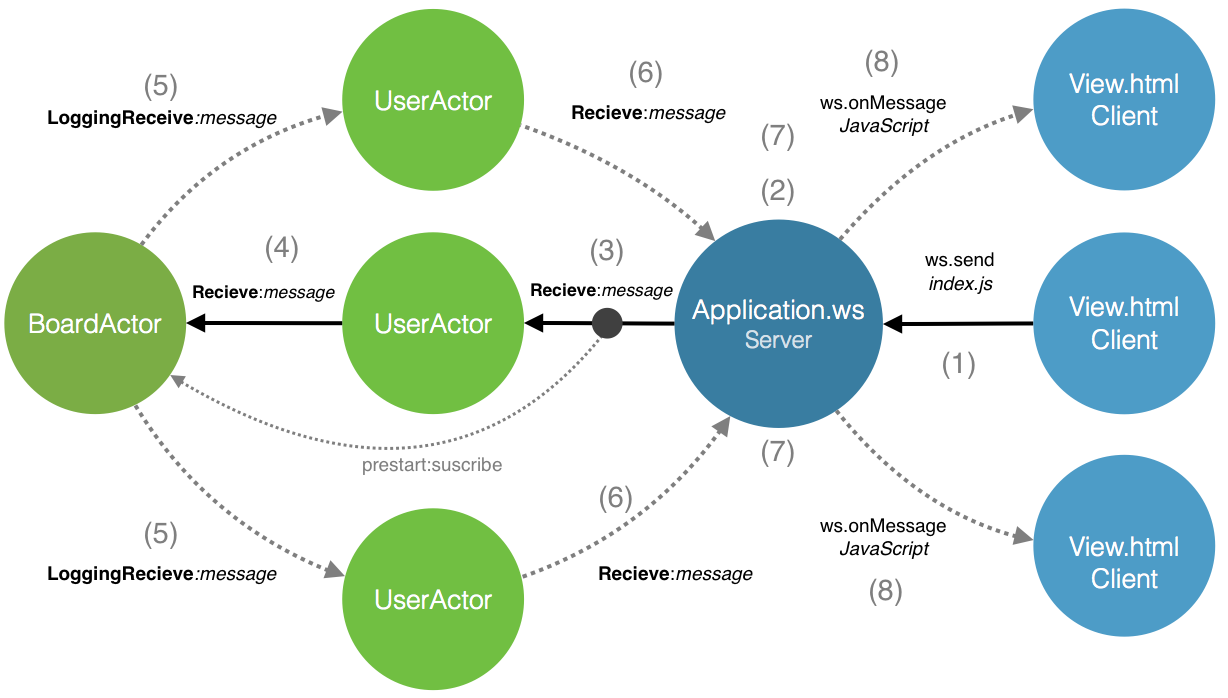 (5)
LoggingReceive:message
UserActor
(6)
Recieve:message
(7)
(2)
(8)
ws.onMessage
JavaScript
View.html
Client
BoardActor
(4)
Recieve:message
UserActor
(3)
Recieve:message
Application.ws
Server
ws.send
index.js
(1)
View.html
Client
prestart:suscribe
(5)
LoggingRecieve:message
UserActor
(6)
Recieve:message
(7)
ws.onMessage
JavaScript
(8)
View.html
Client